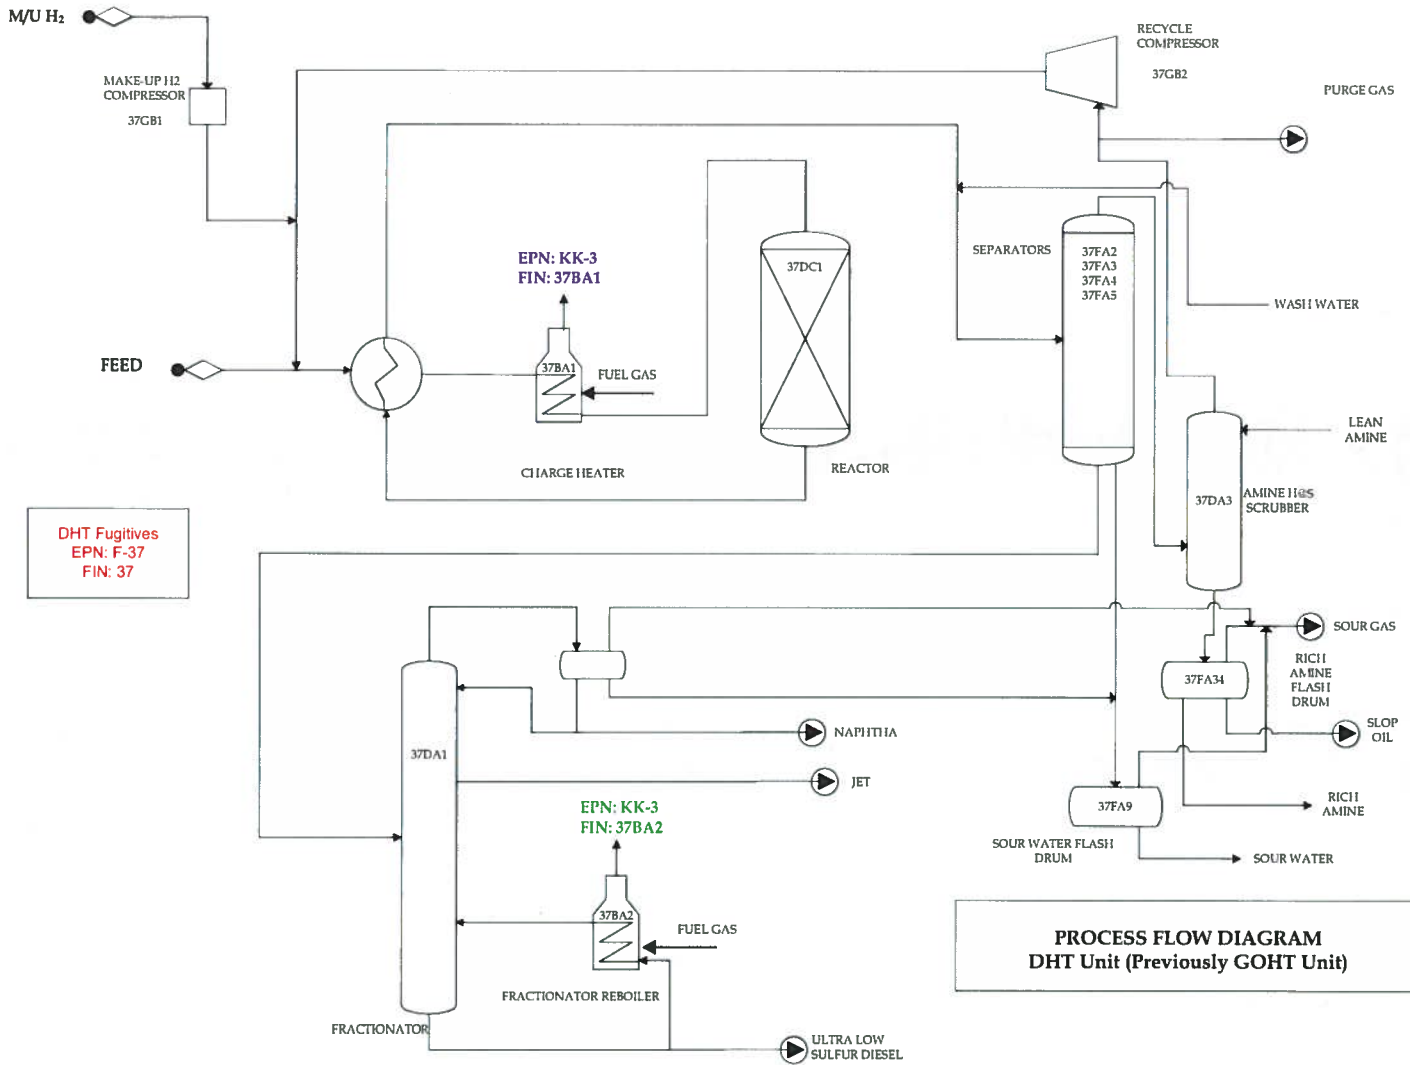 M/U H₂
MAKE-UP H2
COMPRESSOR
37GB1
RECYCLE
COMPRESSOR
37GB2
PURGE GAS
EPN: KK-3
FIN: 37BA1
37DC1
SEPARATORS
37FA2
37FA3
37FA4
37FA5
WASH WATER
FEED
37BA1
FUEL GAS
CHARGE HEATER
REACTOR
LEAN
AMINE
37DA3
AMINE H2S
SCRUBBER
DHT Fugitives
EPN: F-37
FIN: 37
SOUR GAS
37FA34
RICH
AMINE
FLASH
DRUM
SLOP
OIL
NAPHTHA
37DA1
JET
EPN: KK-3
FIN: 37BA2
37FA9
RICH
AMINE
SOUR WATER FLASH
DRUM
SOUR WATER
37BA2
FUEL GAS
FRACTIONATOR REBOILER
FRACTIONATOR
ULTRA LOW
SULFUR DIESEL
PROCESS FLOW DIAGRAM
DHT Unit (Previously GOHT Unit)